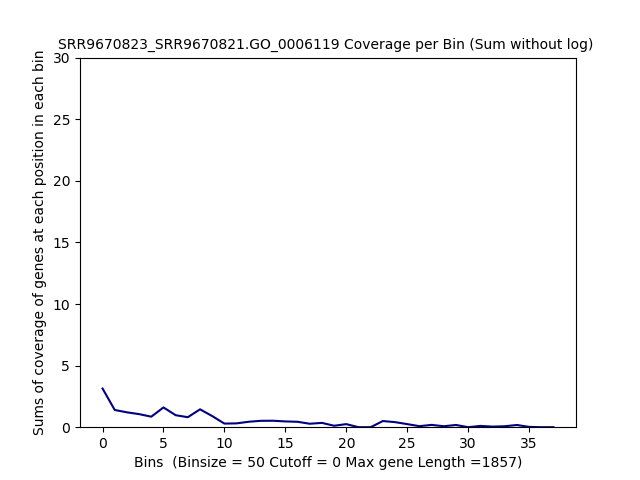 SRR9670823_SRR9670821.GO_0006119 Coverage per Bin (Sum without log)
Sums of coverage of genes at each position in each bin
30
25
20
15
10
5
0
0 5 10 15 20 25 30 35
Bins  (Binsize = 50 Cutoff = 0 Max gene Length =1857)